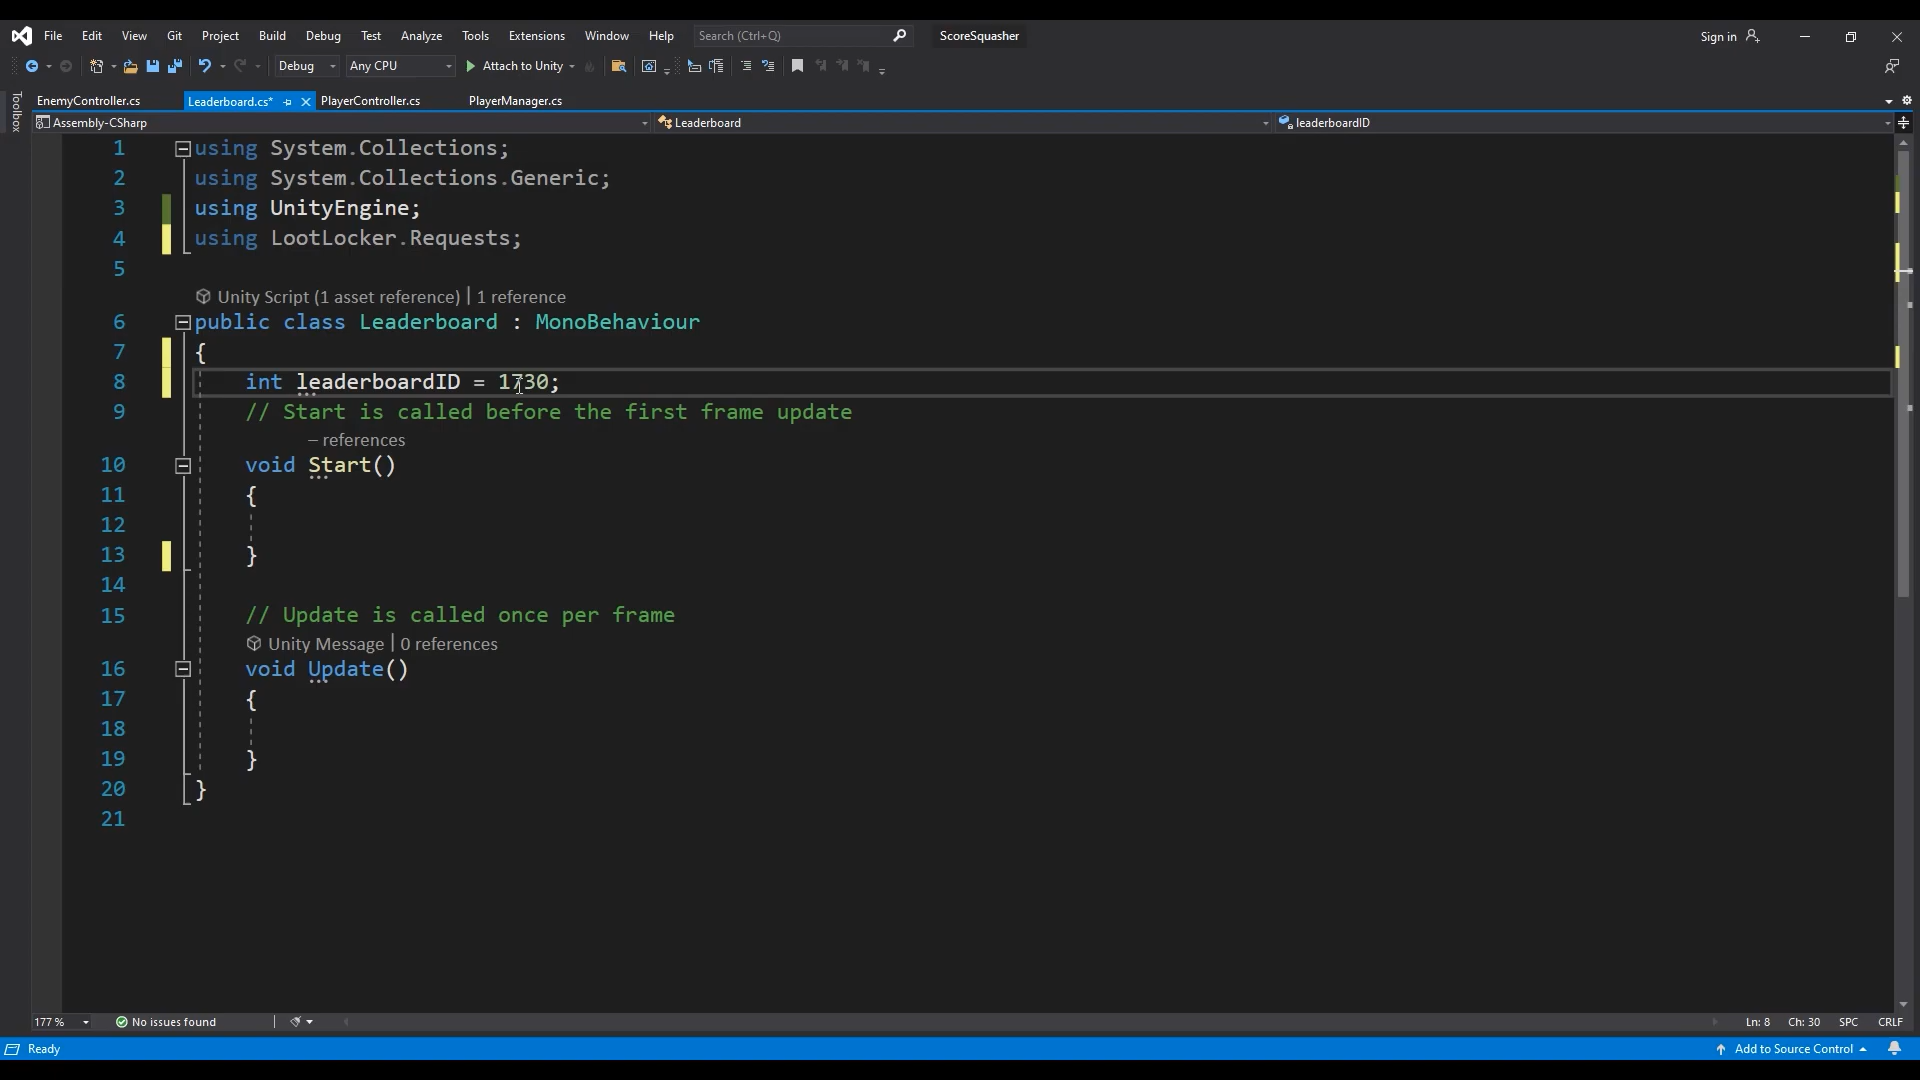 File Edit View Git Project Build Debug Test Analyze Tools Extensions Window Help Search (Ctrl+Q) ScoreSquasher Sign in
Debug Any CPU Attach to Unity
Toolbox
EnemyController.cs Leaderboard.cs* PlayerController.cs PlayerManager.cs
Assembly-CSharp Leaderboard leaderboardID
1 using System.Collections;
2 using System.Collections.Generic;
3 using UnityEngine;
4 using LootLocker.Requests;
5
Unity Script (1 asset reference) | 1 reference
6 public class Leaderboard : MonoBehaviour
7 {
8 int leaderboardID = 1730;
9 // Start is called before the first frame update
– references
10 void Start()
11 {
12
13 }
14
15 // Update is called once per frame
Unity Message | 0 references
16 void Update()
17 {
18
19 }
20 }
21
177 % No issues found Ln: 8 Ch: 30 SPC CRLF
Ready Add to Source Control